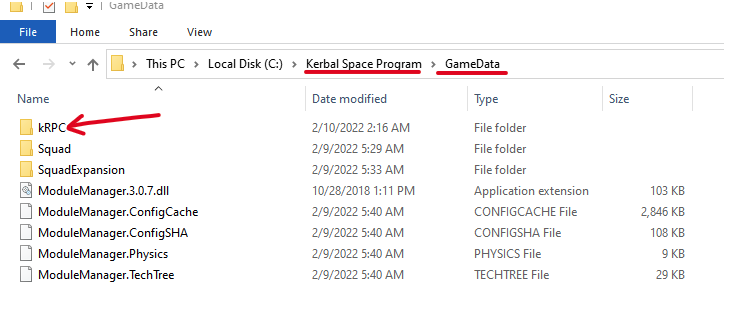 GameData
File Home Share View
This PC > Local Disk (C:) > Kerbal Space Program > GameData
Name Date modified Type Size
kRPC 2/10/2022 2:16 AM File folder
Squad 2/9/2022 5:29 AM File folder
SquadExpansion 2/9/2022 5:33 AM File folder
ModuleManager.3.0.7.dll 10/28/2018 1:11 PM Application extension 103 KB
ModuleManager.ConfigCache 2/9/2022 5:40 AM CONFIGCACHE File 2,846 KB
ModuleManager.ConfigSHA 2/9/2022 5:40 AM CONFIGSHA File 108 KB
ModuleManager.Physics 2/9/2022 5:40 AM PHYSICS File 9 KB
ModuleManager.TechTree 2/9/2022 5:40 AM TECHTREE File 29 KB